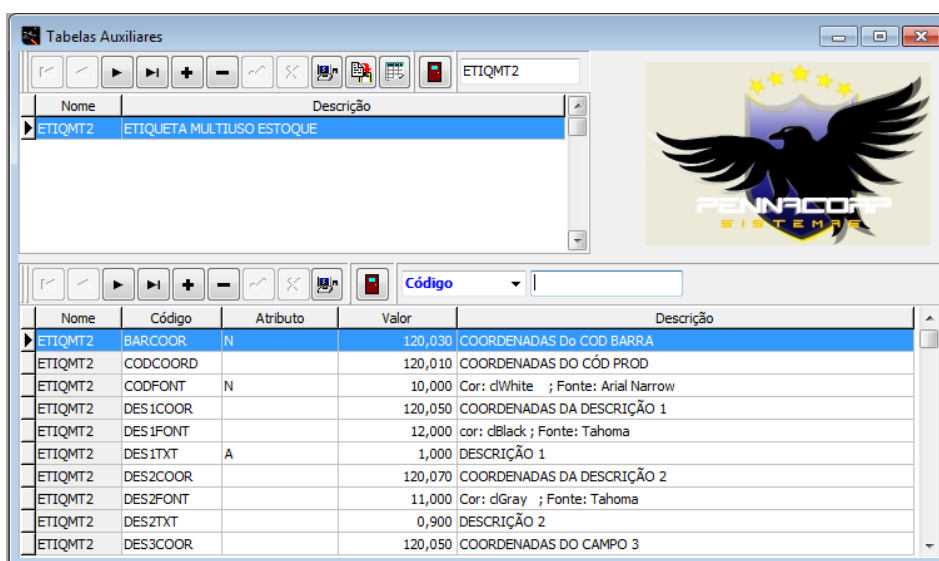 Tabelas Auxiliares
ETIQMT2
Nome Descrição
ETIQMT2 ETIQUETA MULTIUSO ESTOQUE
PENNACORP
SISTEMAS
Código
Nome Código Atributo Valor Descrição
ETIQMT2 BARCOOR N 120,030 COORDENADAS Do COD BARRA
ETIQMT2 CODCOORD 120,010 COORDENADAS DO CÓD PROD
ETIQMT2 CODFONT N 10,000 Cor: clWhite ; Fonte: Arial Narrow
ETIQMT2 DES1COOR 120,050 COORDENADAS DA DESCRIÇÃO 1
ETIQMT2 DES1FONT 12,000 cor: clBlack ; Fonte: Tahoma
ETIQMT2 DES1TXT A 1,000 DESCRIÇÃO 1
ETIQMT2 DES2COOR 120,070 COORDENADAS DA DESCRIÇÃO 2
ETIQMT2 DES2FONT 11,000 Cor: clGray ; Fonte: Tahoma
ETIQMT2 DES2TXT 0,900 DESCRIÇÃO 2
ETIQMT2 DES3COOR 120,050 COORDENADAS DO CAMPO 3